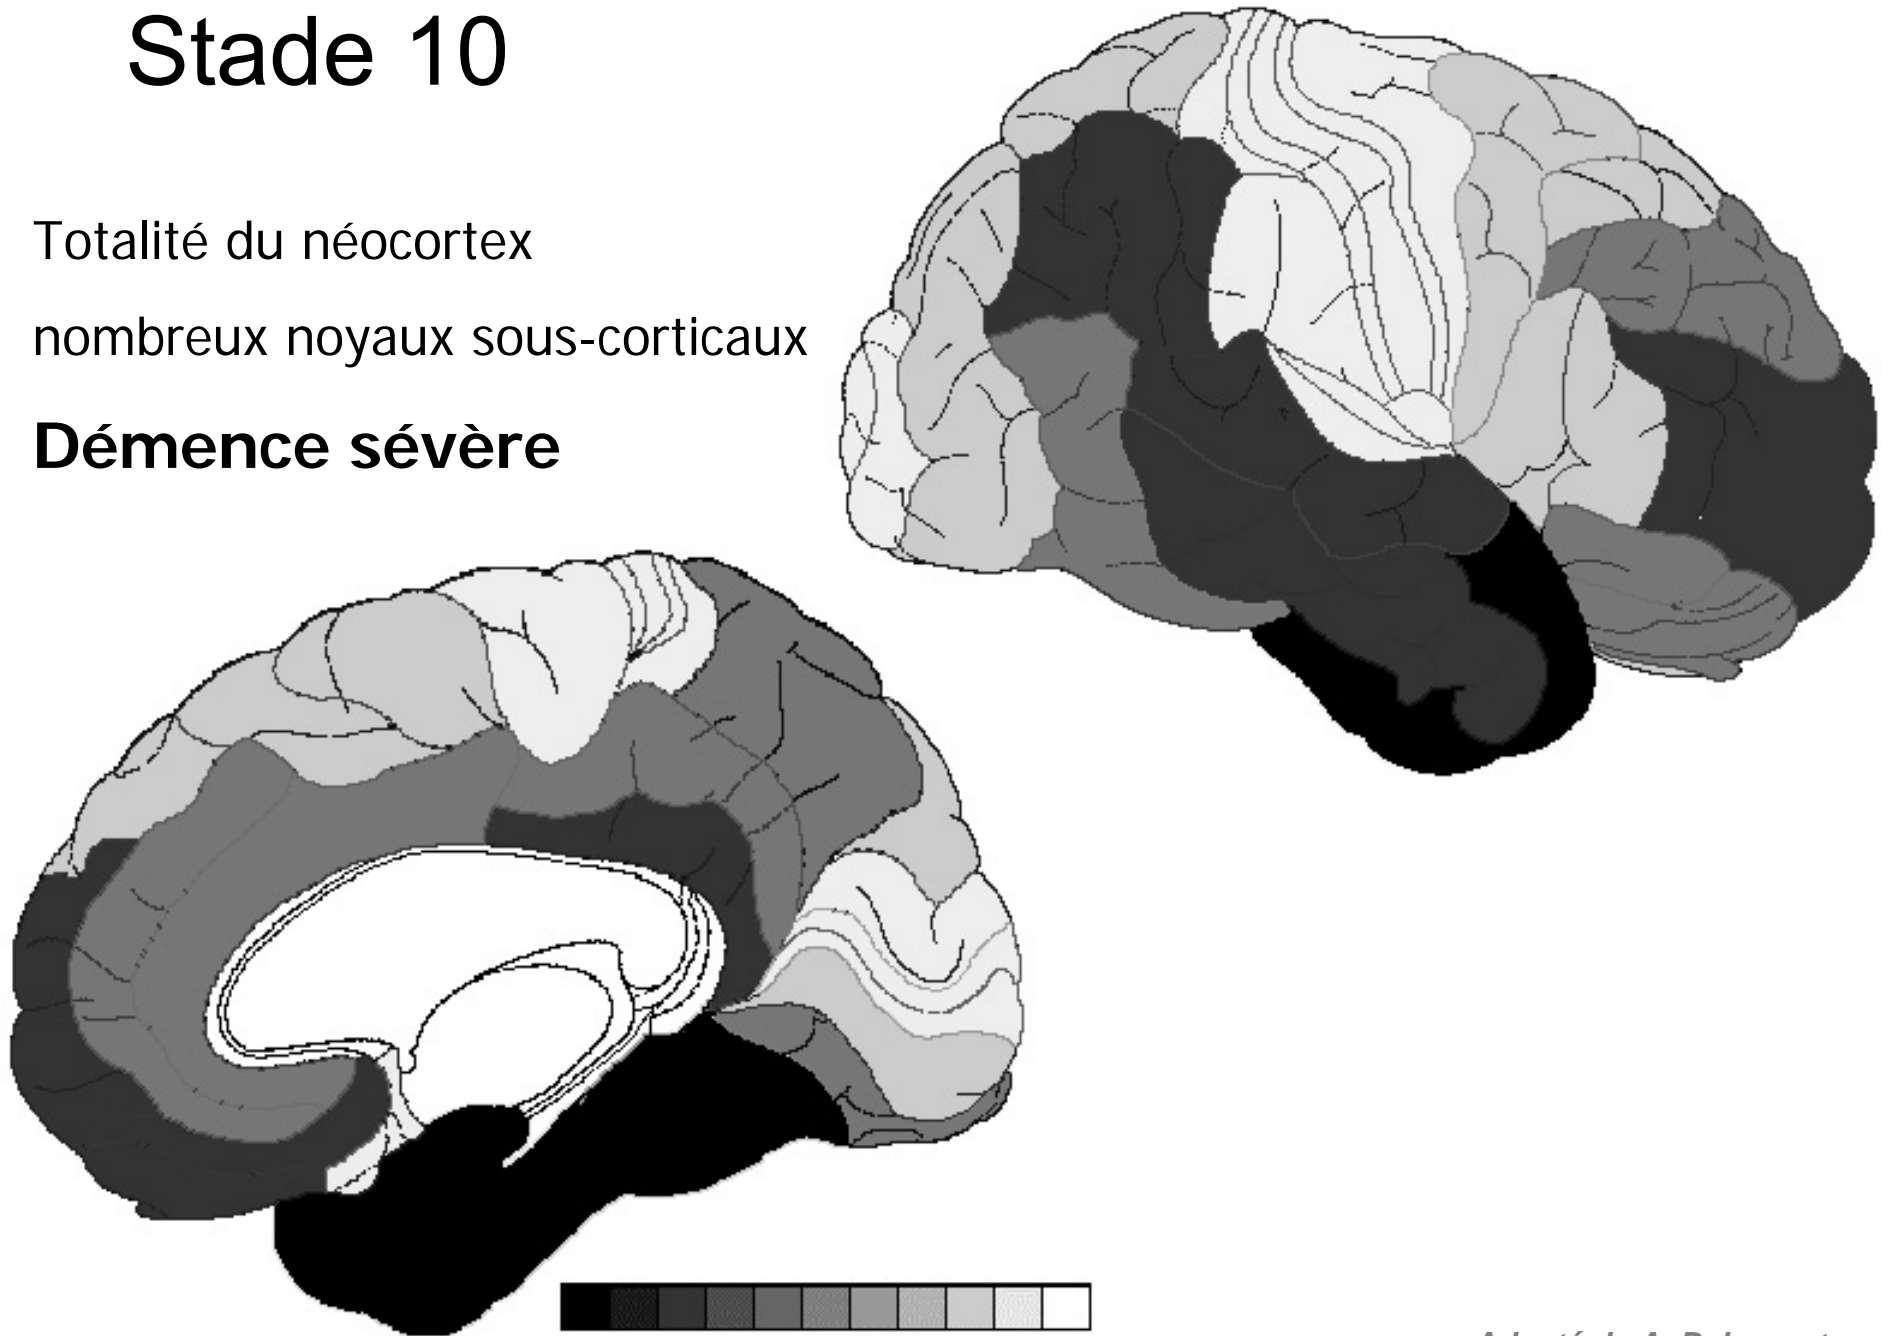 Stade 10
Totalité du néocortex
nombreux noyaux sous-corticaux
Démence sévère